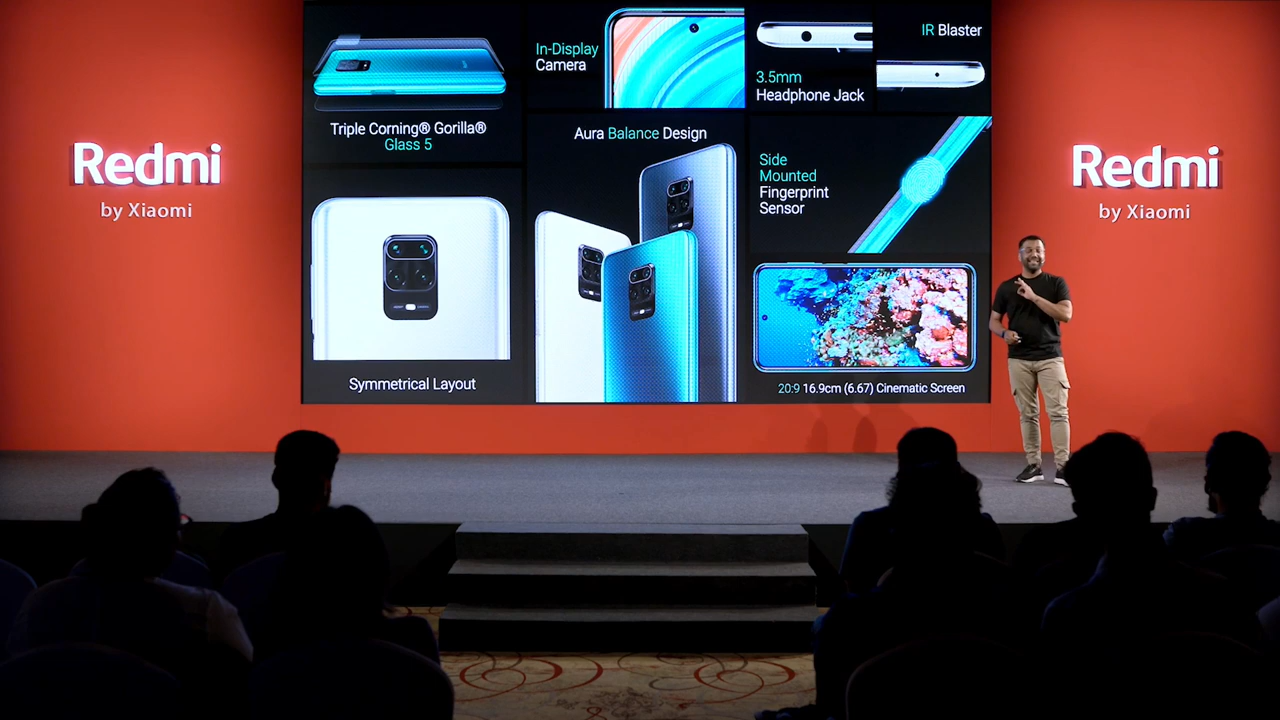 Redmi
by Xiaomi
Triple Corning® Gorilla®
Glass 5
In-Display
Camera
3.5mm
Headphone Jack
IR Blaster
Aura Balance Design
Side
Mounted
Fingerprint
Sensor
Symmetrical Layout
20:9 16.9cm (6.67) Cinematic Screen
Redmi
by Xiaomi